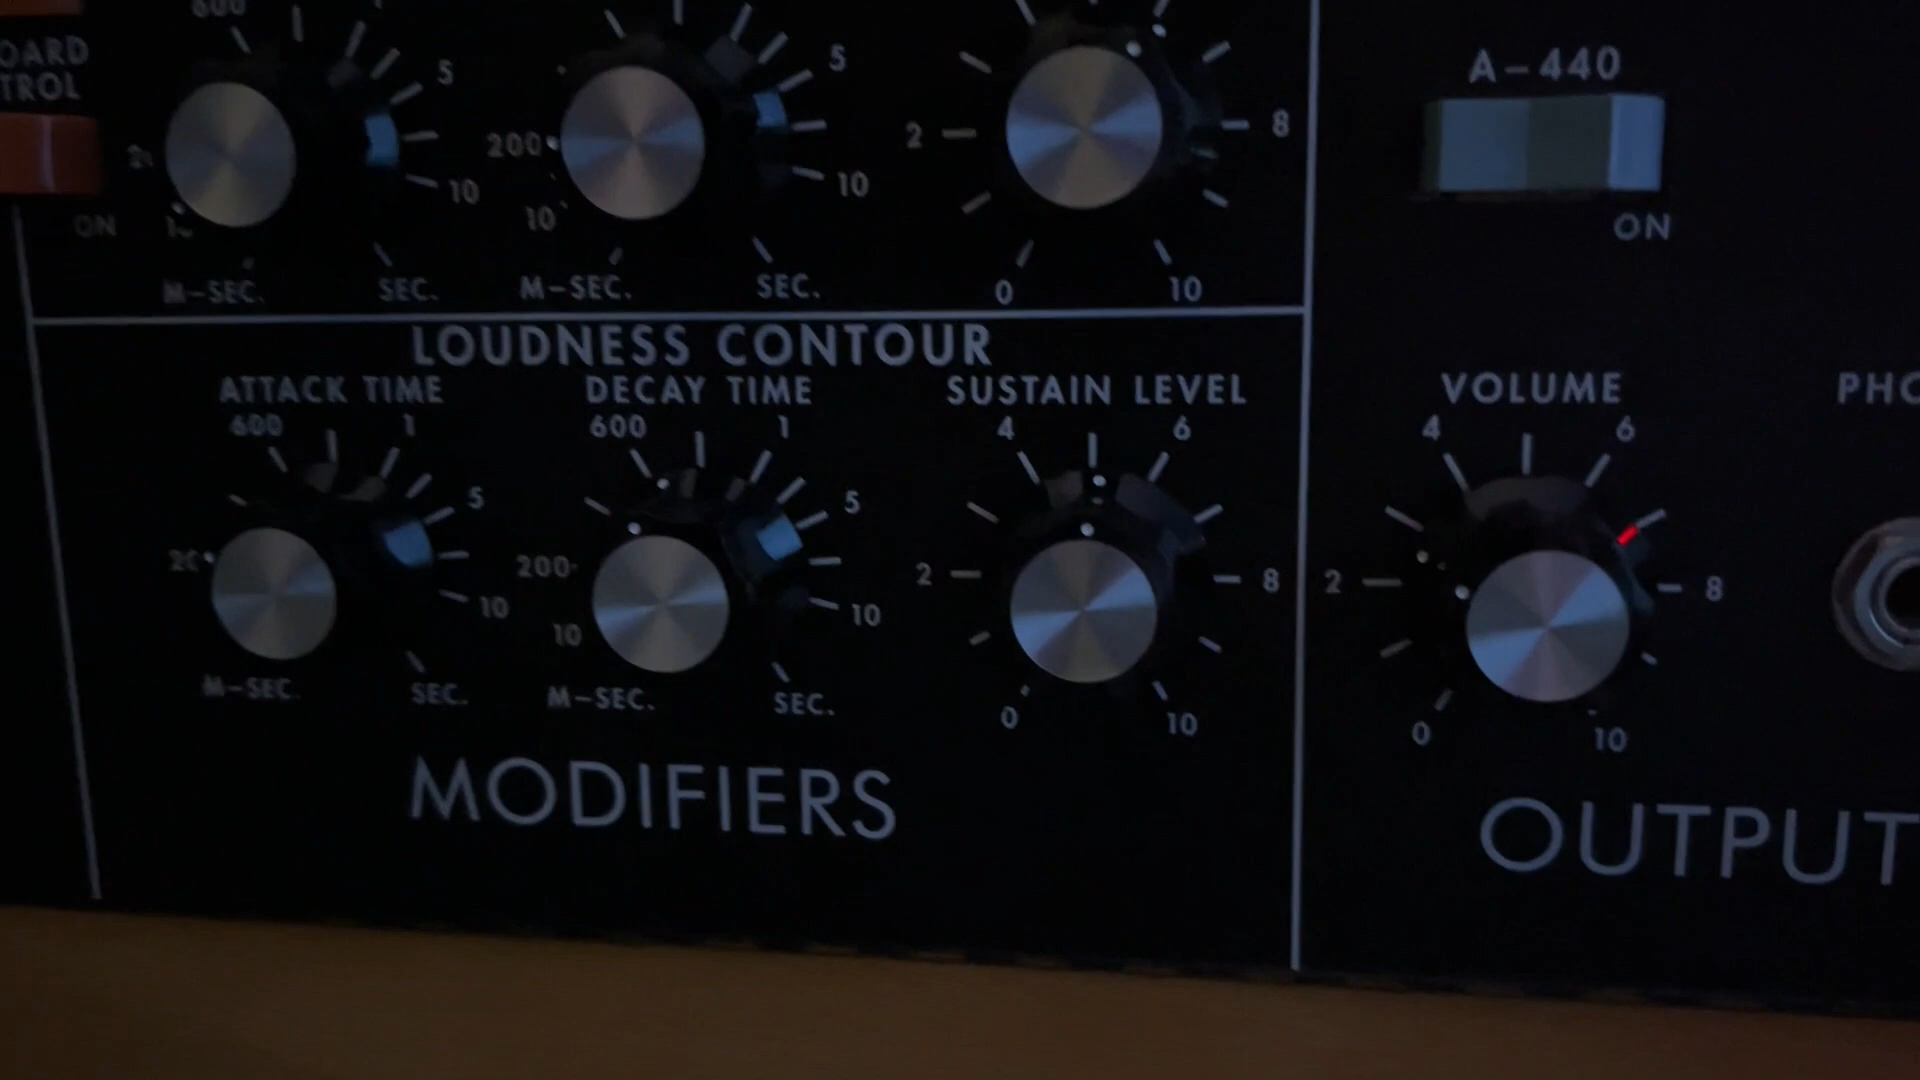 600
OARD
TROL
5
5
A-440
200
2
8
10
10
10
ON
ON
M-SEC.
SEC.
M-SEC.
SEC.
0
10
LOUDNESS CONTOUR
ATTACK TIME
DECAY TIME
SUSTAIN LEVEL
VOLUME
PHO
600
1
600
1
4
6
4
6
5
5
200
2
8
2
8
10
10
10
M-SEC.
SEC.
M-SEC.
SEC.
0
10
0
10
MODIFIERS
OUTPUT